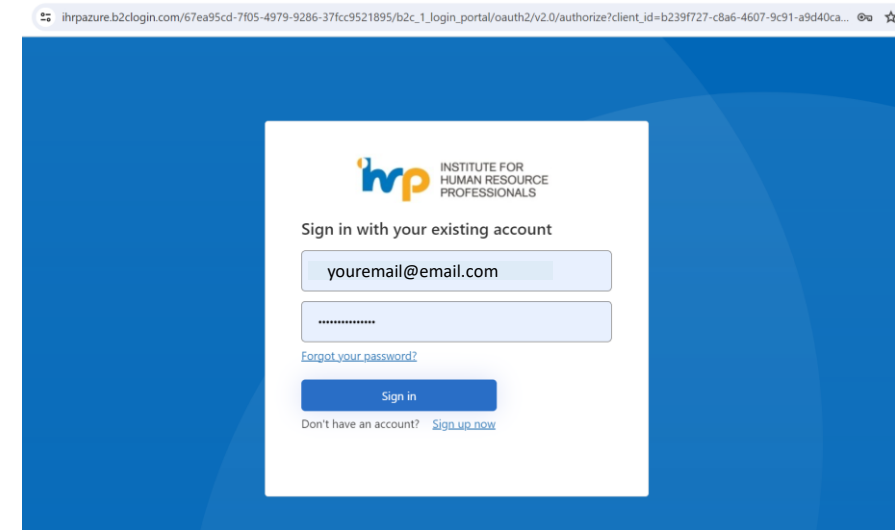 ihrpazure.b2clogin.com/67ea95cd-7f05-4979-9286-37fcc9521895/b2c_1_login_portal/oauth2/v2.0/authorize?client_id=b239f727-c8a6-4607-9c91-a9d40ca...
ihrp
INSTITUTE FOR
HUMAN RESOURCE
PROFESSIONALS
Sign in with your existing account
youremail@email.com
Forgot your password?
Sign in
Don't have an account? Sign up now